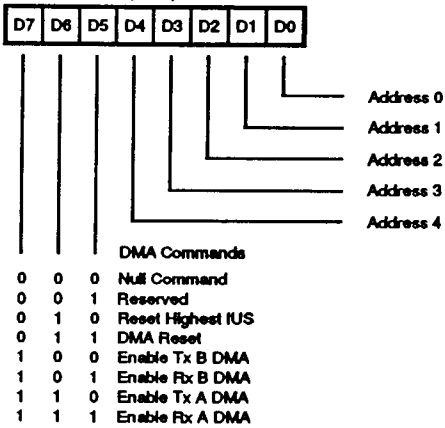 D7 D6 D5 D4 D3 D2 D1 D0
Address 0
Address 1
Address 2
Address 3
Address 4
DMA Commands
0 0 0 Null Command
0 0 1 Reserved
0 1 0 Reset Highest IUS
0 1 1 DMA Reset
1 0 0 Enable Tx B DMA
1 0 1 Enable Rx B DMA
1 1 0 Enable Tx A DMA
1 1 1 Enable Rx A DMA